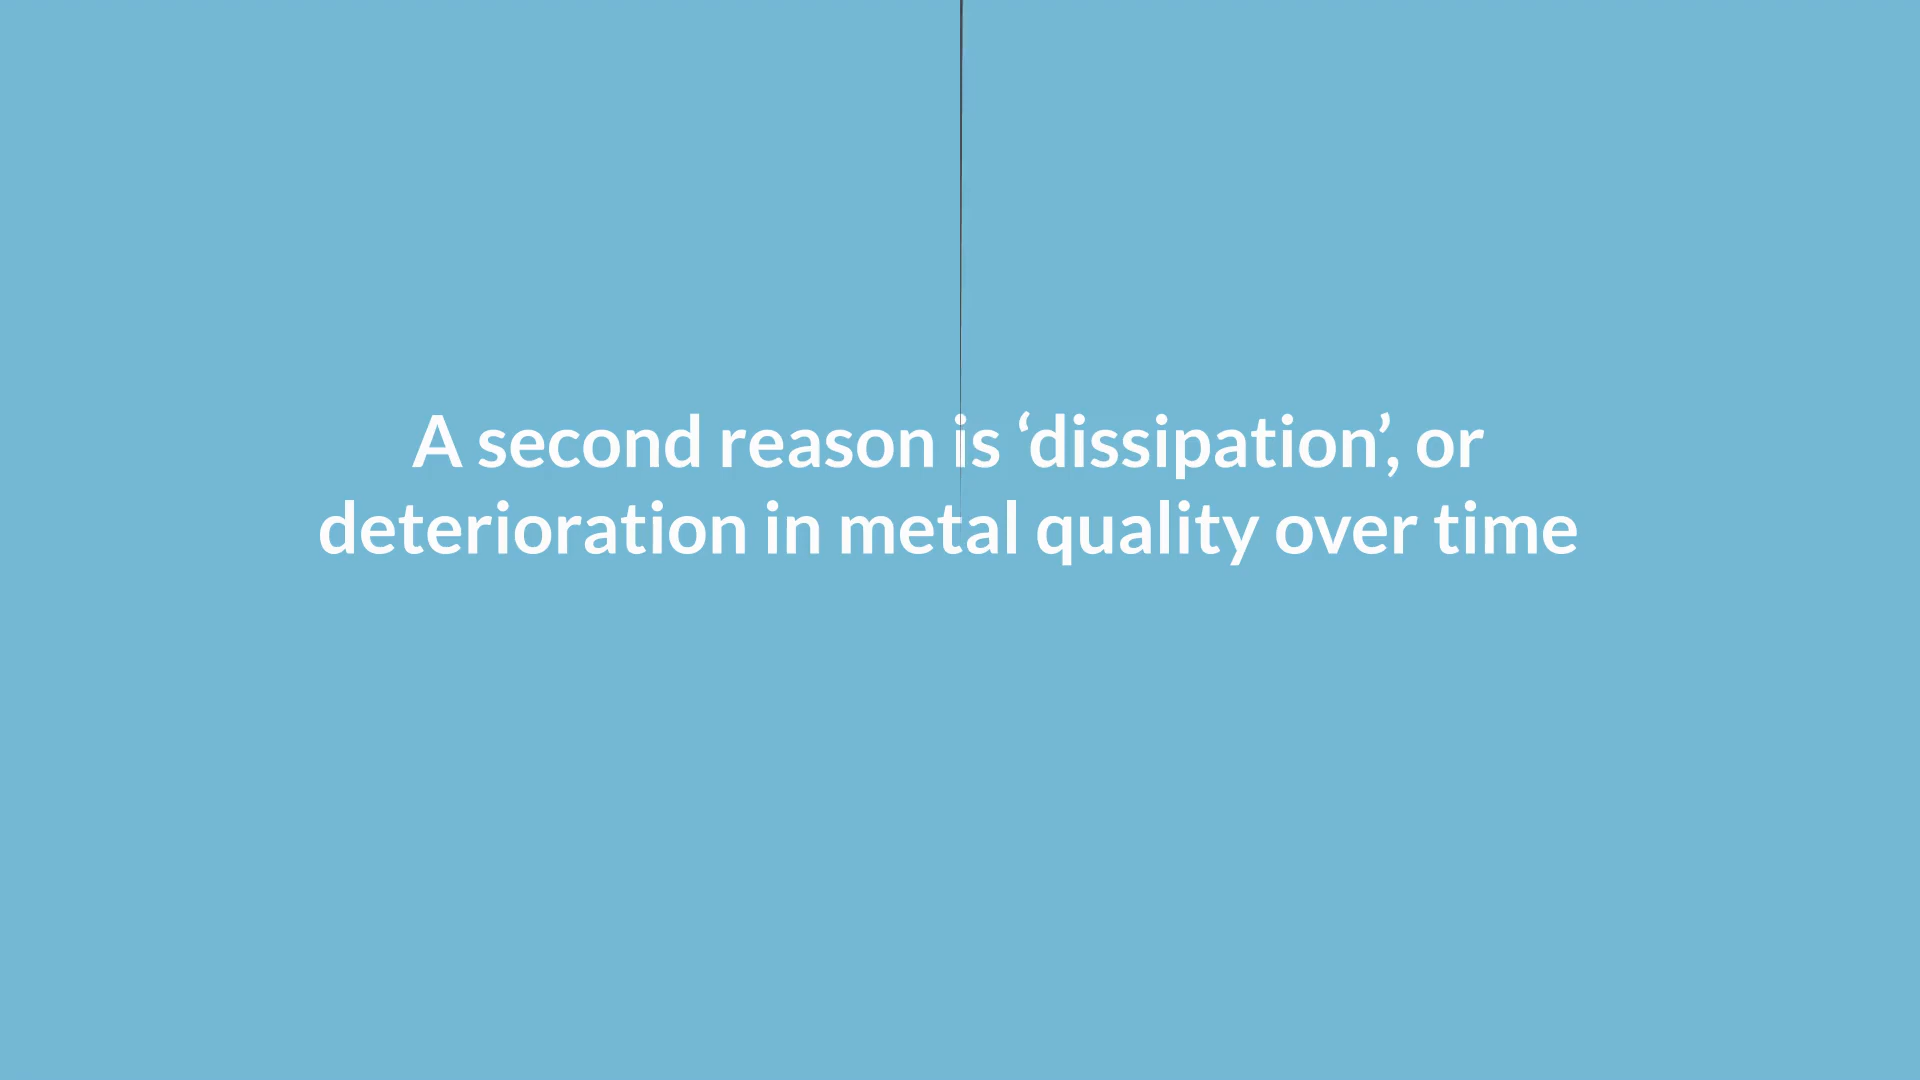 A second reason is ‘dissipation’, or
deterioration in metal quality over time